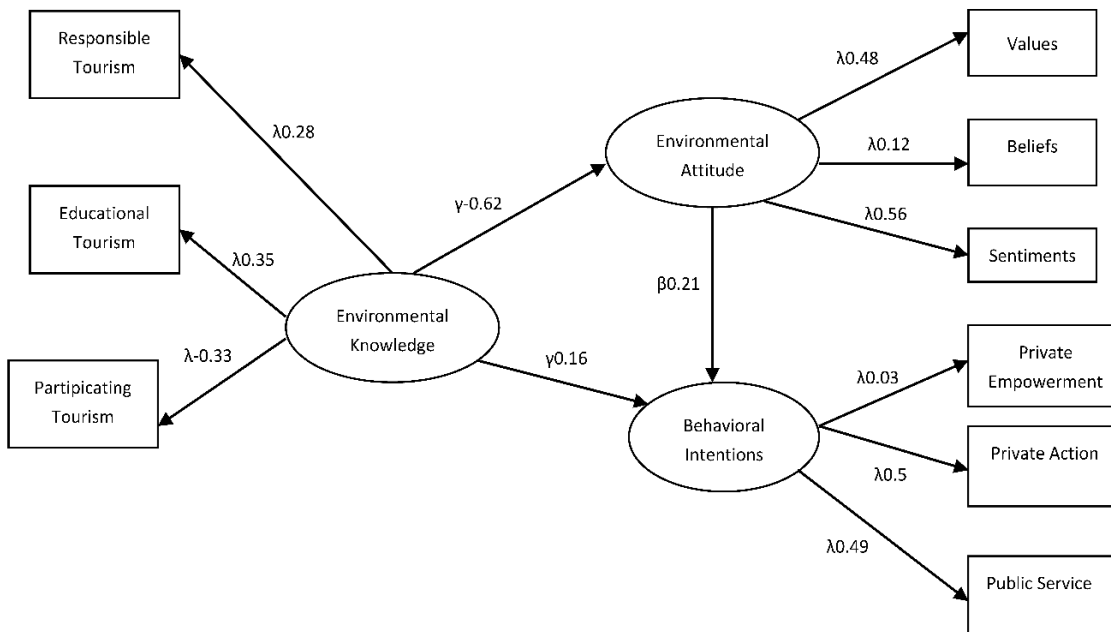 Responsible
Tourism
λ0.28
Educational
Tourism
λ0.35
Environmental
Knowledge
λ-0.33
Partipicating
Tourism
γ-0.62
γ0.16
Environmental
Attitude
β0.21
Behavioral
Intentions
λ0.48
Values
λ0.12
Beliefs
λ0.56
Sentiments
λ0.03
Private
Empowerment
λ0.5
Private Action
λ0.49
Public Service